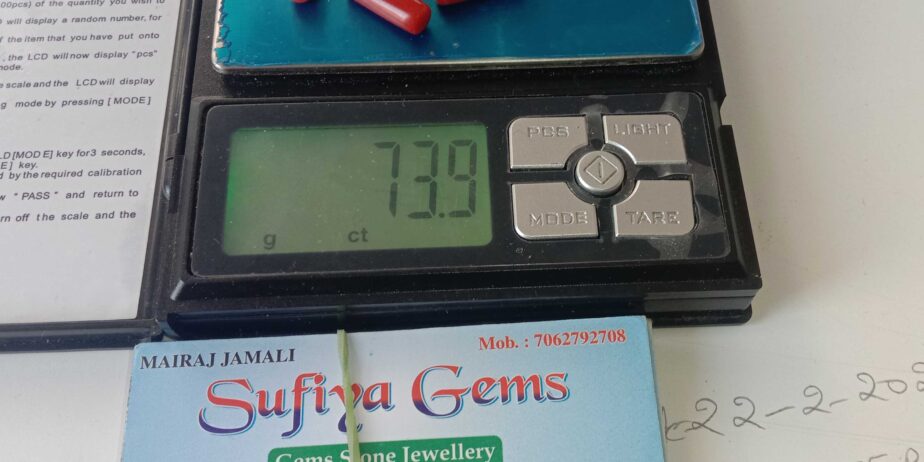 00pcs) of the quantity you wish to
will display a random number, for
f the item that you have put onto
, the LCD will now display "pcs"
mode.
scale and the LCD will display
g mode by pressing [ MODE ]
LD [MODE] key for 3 seconds,
E] key.
d by the required calibration
w " PASS " and return to
rn off the scale and the
73.9
g ct
PCS LIGHT
MODE TARE
MAIRAJ JAMALI Mob. : 7062792708
Sufiya Gems
Gems Stone Jewellery
22-2-202